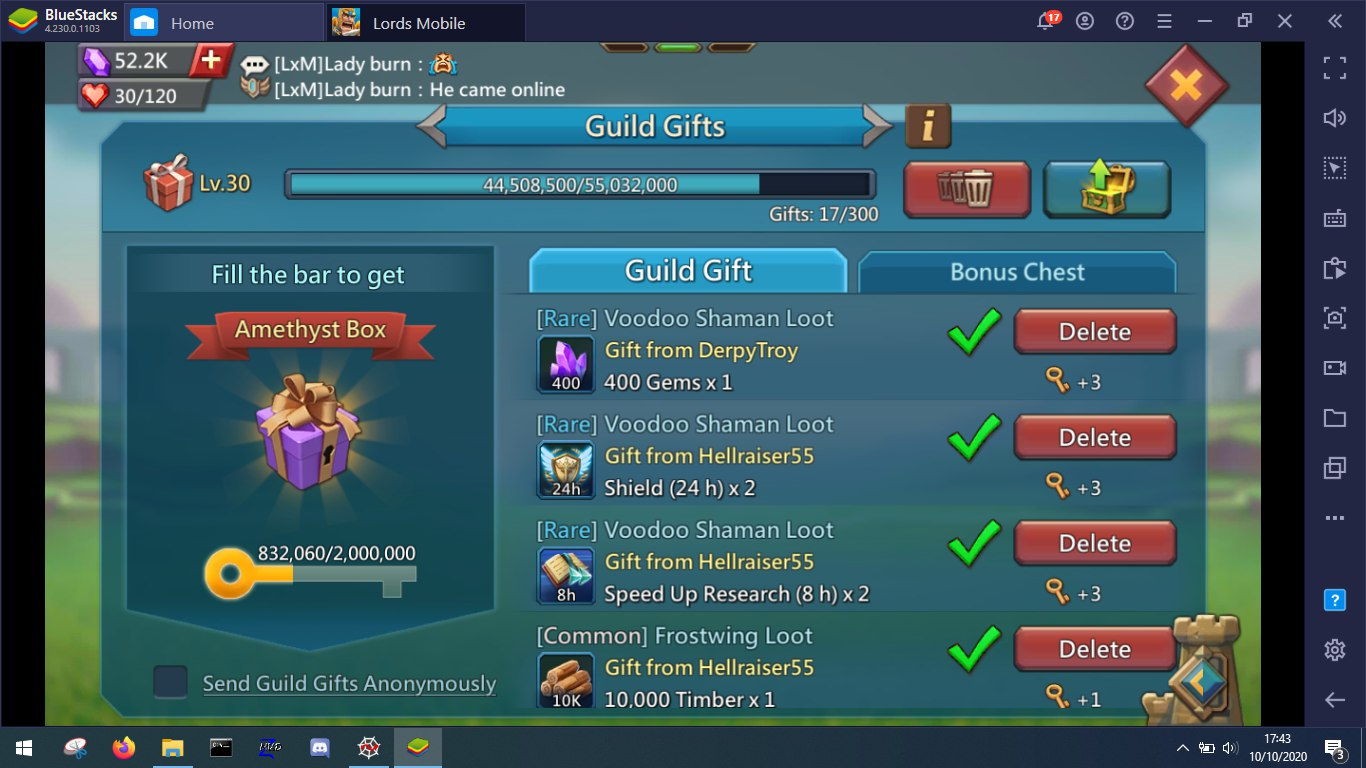 BlueStacks
4.230.0.1103
Home
Lords Mobile
17
52.2K
30/120
[LxM]Lady burn :
[LxM]Lady burn : He came online
Guild Gifts
i
Lv.30
44,508,500/55,032,000
Gifts: 17/300
Fill the bar to get
Amethyst Box
832,060/2,000,000
Send Guild Gifts Anonymously
Guild Gift
Bonus Chest
[Rare] Voodoo Shaman Loot
Gift from DerpyTroy
400
400 Gems x 1
Delete
+3
[Rare] Voodoo Shaman Loot
Gift from Hellraiser55
24h
Shield (24 h) x 2
Delete
+3
[Rare] Voodoo Shaman Loot
Gift from Hellraiser55
8h
Speed Up Research (8 h) x 2
Delete
+3
[Common] Frostwing Loot
Gift from Hellraiser55
10K
10,000 Timber x 1
Delete
+1
17:43
10/10/2020
3